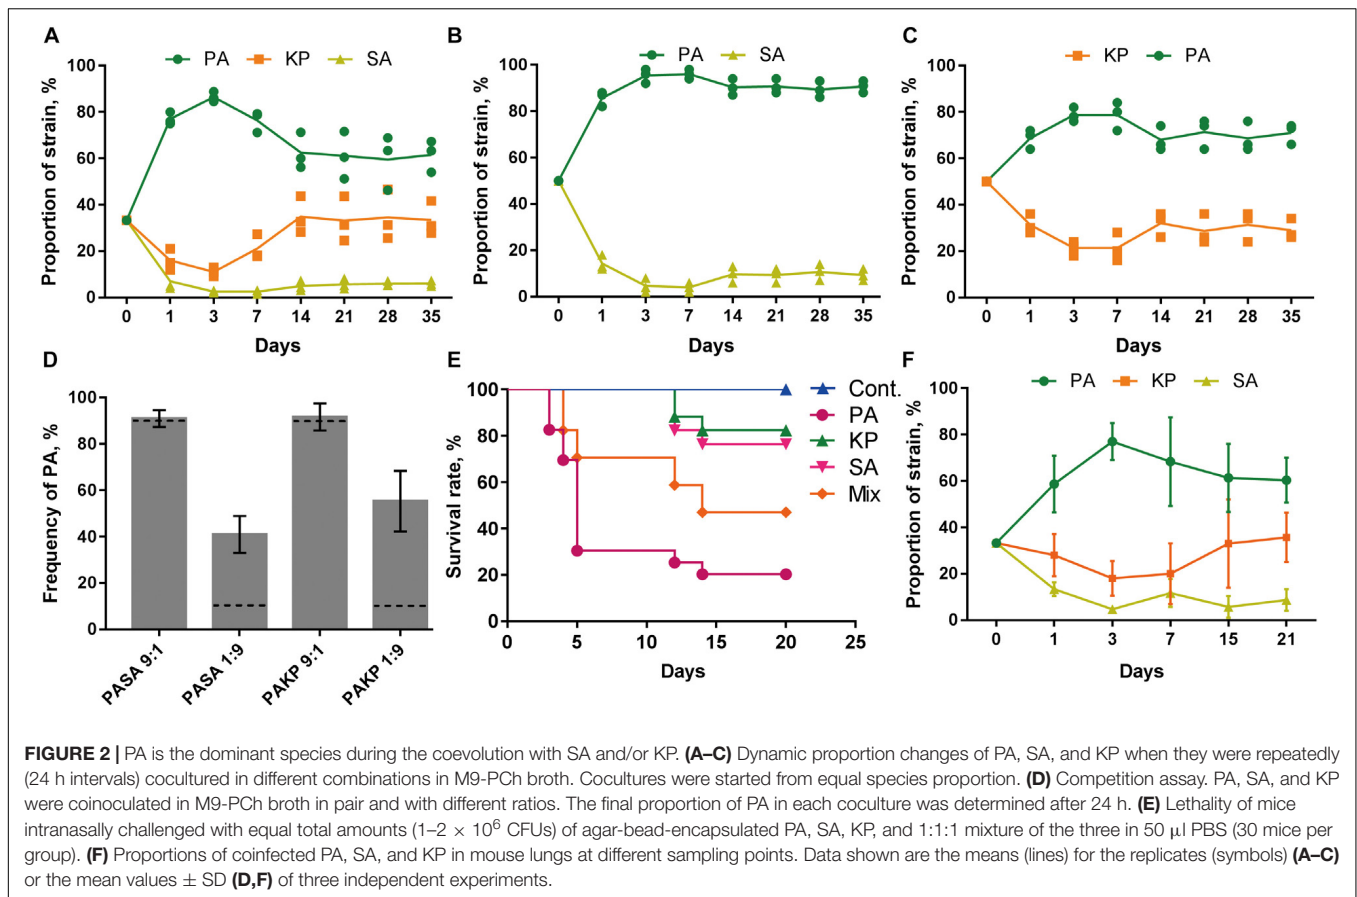 A
PA KP SA
Proportion of strain, %
100
80
60
40
20
0
0 1 3 7 14 21 28 35
Days
B
PA SA
Proportion of strain, %
100
80
60
40
20
0
0 1 3 7 14 21 28 35
Days
C
KP PA
Proportion of strain, %
100
80
60
40
20
0
0 1 3 7 14 21 28 35
Days
D
Frequency of PA, %
100
80
60
40
20
0
PASA 9:1 PASA 1:9 PAKP 9:1 PAKP 1:9
E
Survival rate, %
100
80
60
40
20
0 5 10 15 20 25
Days
Cont.
PA
KP
SA
Mix
F
PA KP SA
Proportion of strain, %
100
80
60
40
20
0
0 1 3 7 15 21
Days
FIGURE 2 | PA is the dominant species during the coevolution with SA and/or KP. (A–C) Dynamic proportion changes of PA, SA, and KP when they were repeatedly
(24 h intervals) cocultured in different combinations in M9-PCh broth. Cocultures were started from equal species proportion. (D) Competition assay. PA, SA, and KP
were coinoculated in M9-PCh broth in pair and with different ratios. The final proportion of PA in each coculture was determined after 24 h. (E) Lethality of mice
intranasally challenged with equal total amounts (1–2 × 10⁶ CFUs) of agar-bead-encapsulated PA, SA, KP, and 1:1:1 mixture of the three in 50 μl PBS (30 mice per
group). (F) Proportions of coinfected PA, SA, and KP in mouse lungs at different sampling points. Data shown are the means (lines) for the replicates (symbols) (A–C)
or the mean values ± SD (D,F) of three independent experiments.